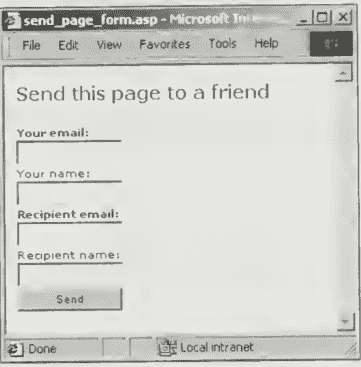 send_page_form.asp - Microsoft Inte
File Edit View Favorites Tools Help
Send this page to a friend
Your email:
Your name:
Recipient email:
Recipient name:
Send
Done Local intranet